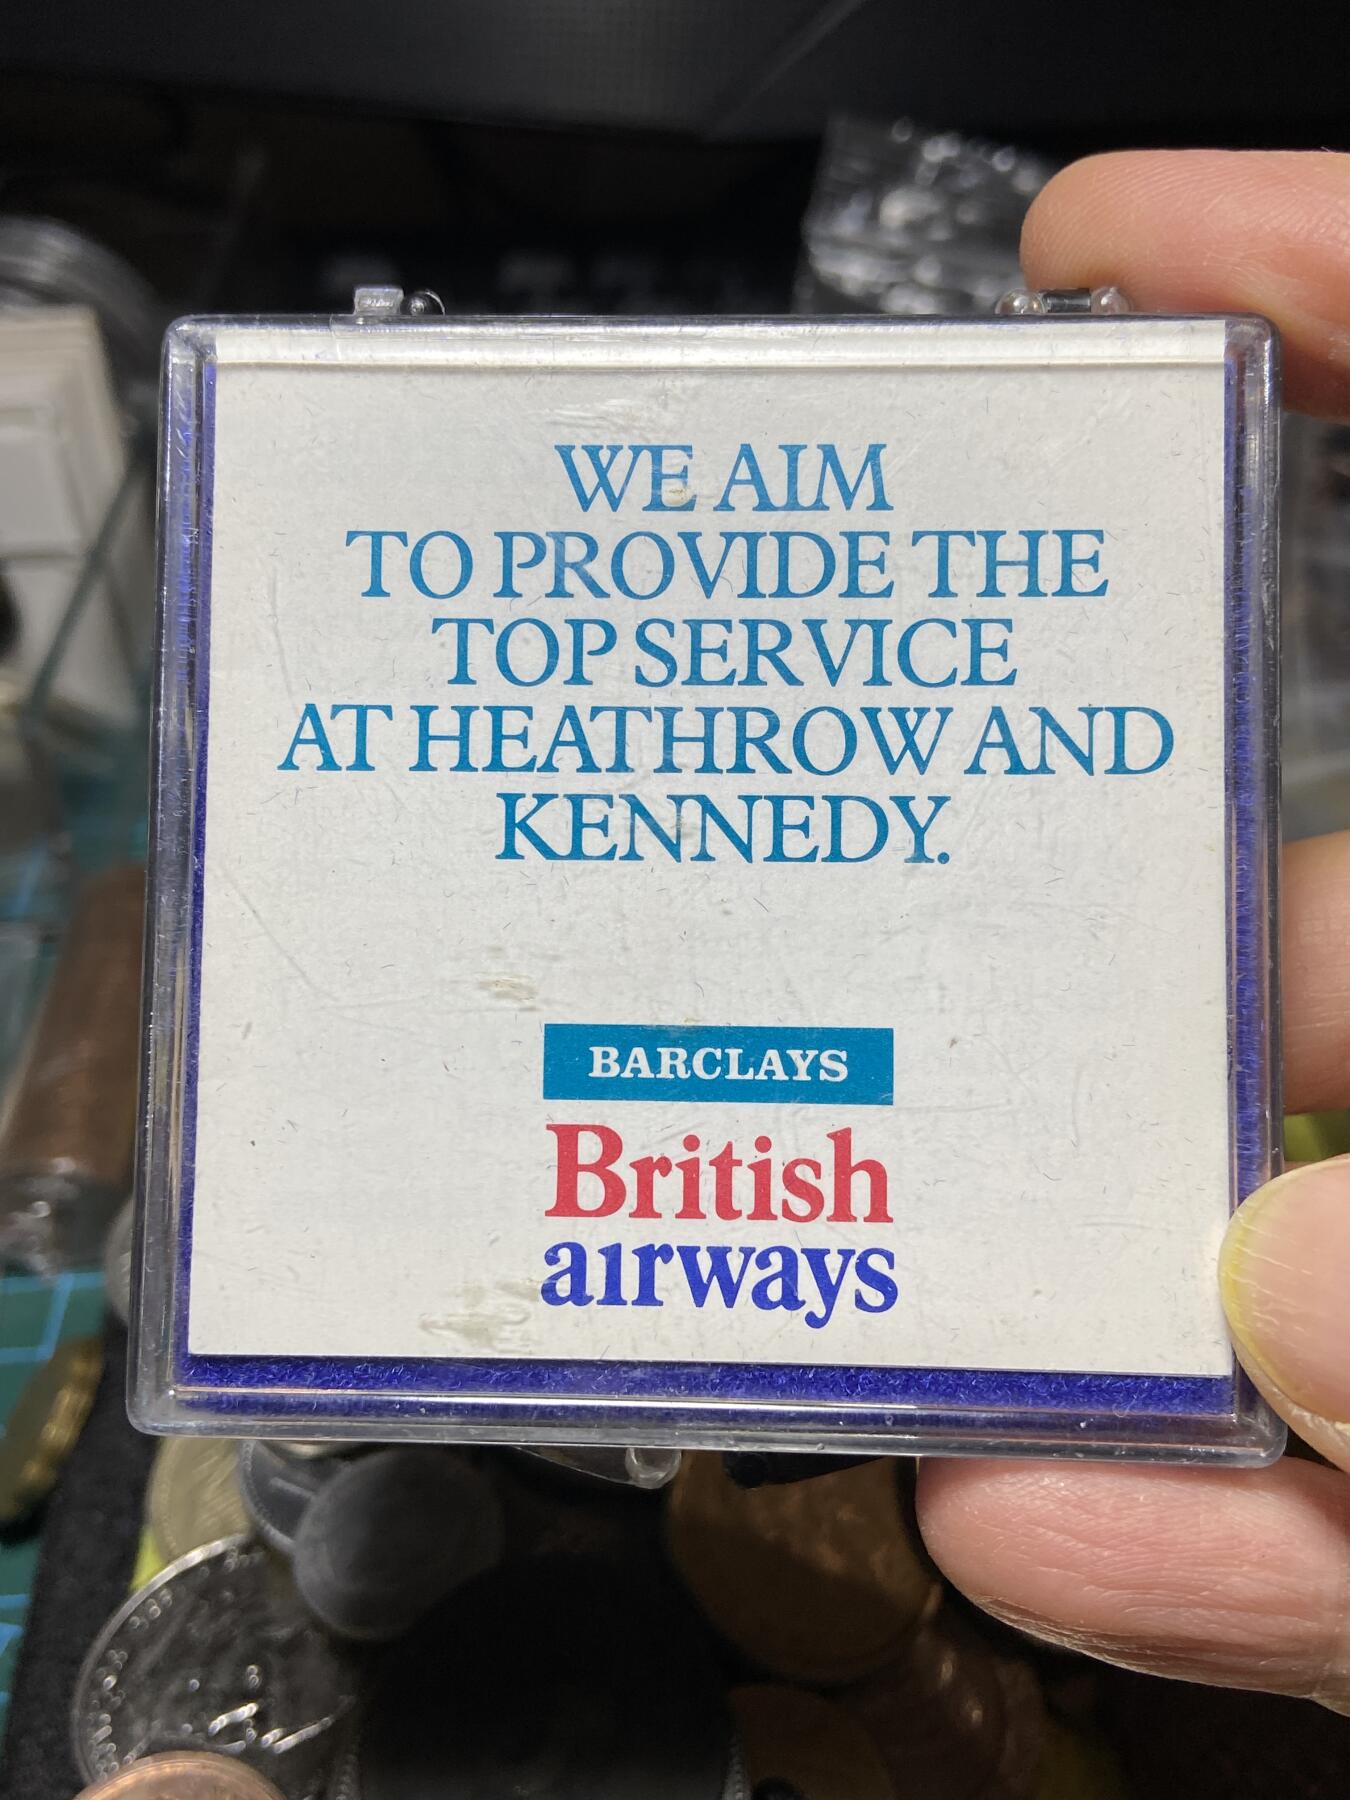 WE AIM
TO PROVIDE THE
TOP SERVICE
AT HEATHROW AND
KENNEDY.
BARCLAYS
British
airways